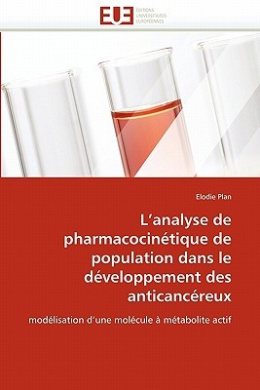 EUE
ÉDITIONS
UNIVERSITAIRES
EUROPÉENNES
Elodie Plan
L'analyse de
pharmacocinétique de
population dans le
développement des
anticancéreux
modélisation d'une molécule à métabolite actif